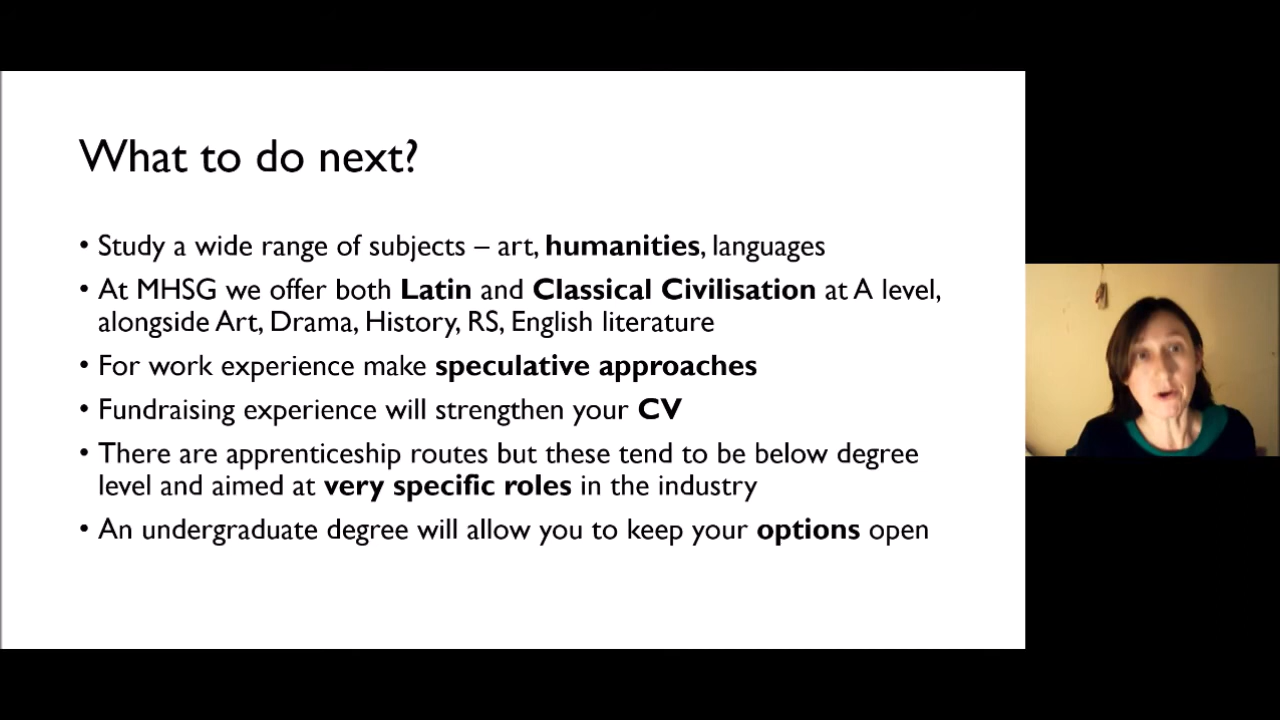 What to do next?
• Study a wide range of subjects – art, humanities, languages
• At MHSG we offer both Latin and Classical Civilisation at A level,
alongside Art, Drama, History, RS, English literature
• For work experience make speculative approaches
• Fundraising experience will strengthen your CV
• There are apprenticeship routes but these tend to be below degree
level and aimed at very specific roles in the industry
• An undergraduate degree will allow you to keep your options open